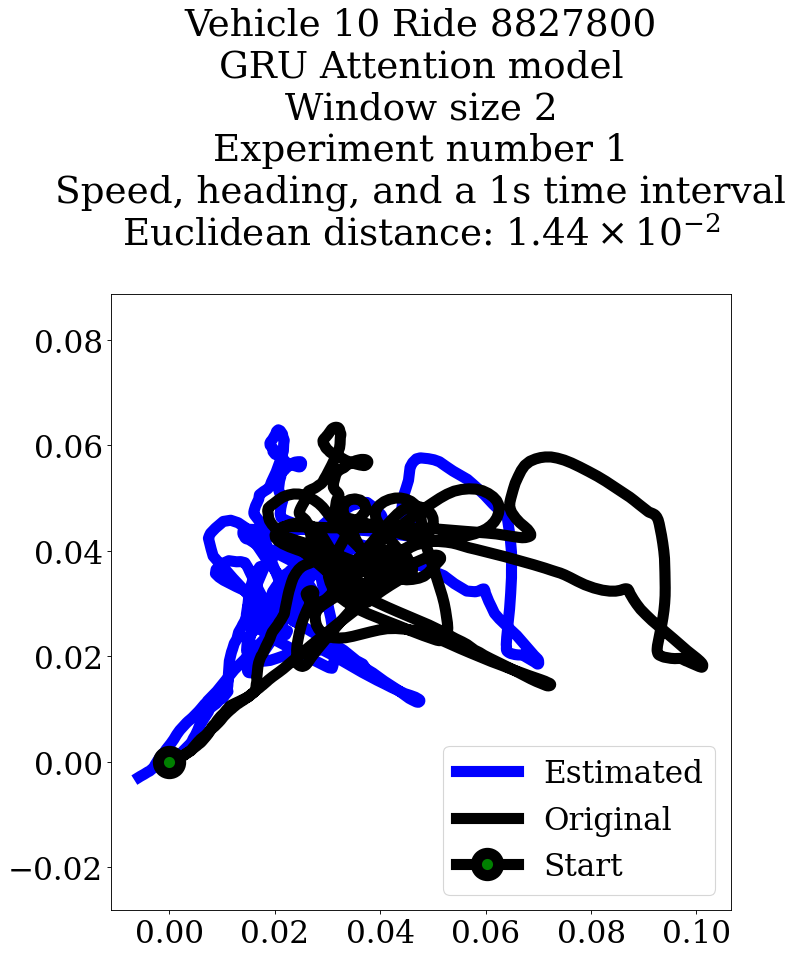 Vehicle 10 Ride 8827800
GRU Attention model
Window size 2
Experiment number 1
Speed, heading, and a 1s time interval
Euclidean distance: 1.44 × 10⁻²
0.08
0.06
0.04
0.02
0.00
−0.02
Estimated
Original
Start
0.00 0.02 0.04 0.06 0.08 0.10